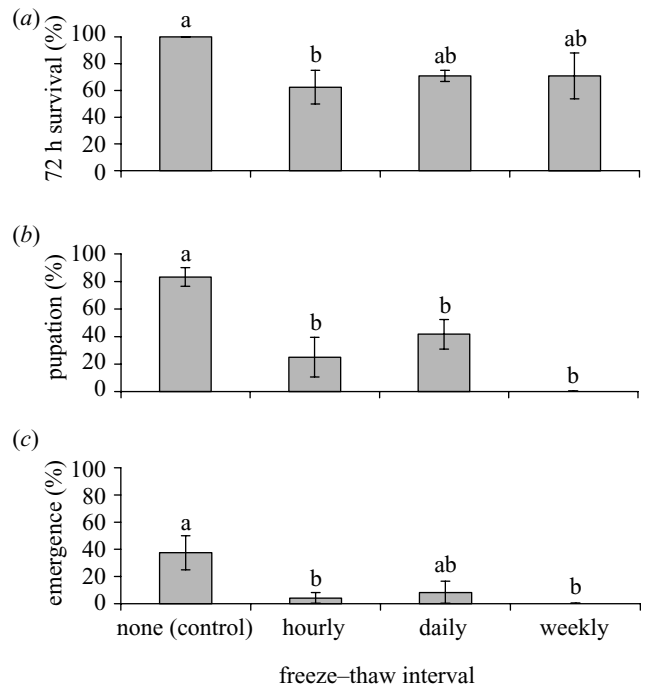 (a)
72 h survival (%)
100
80
60
40
20
0
a
b
ab
ab
(b)
pupation (%)
100
80
60
40
20
0
a
b
b
b
(c)
emergence (%)
100
80
60
40
20
0
a
b
ab
b
none (control) hourly daily weekly
freeze–thaw interval